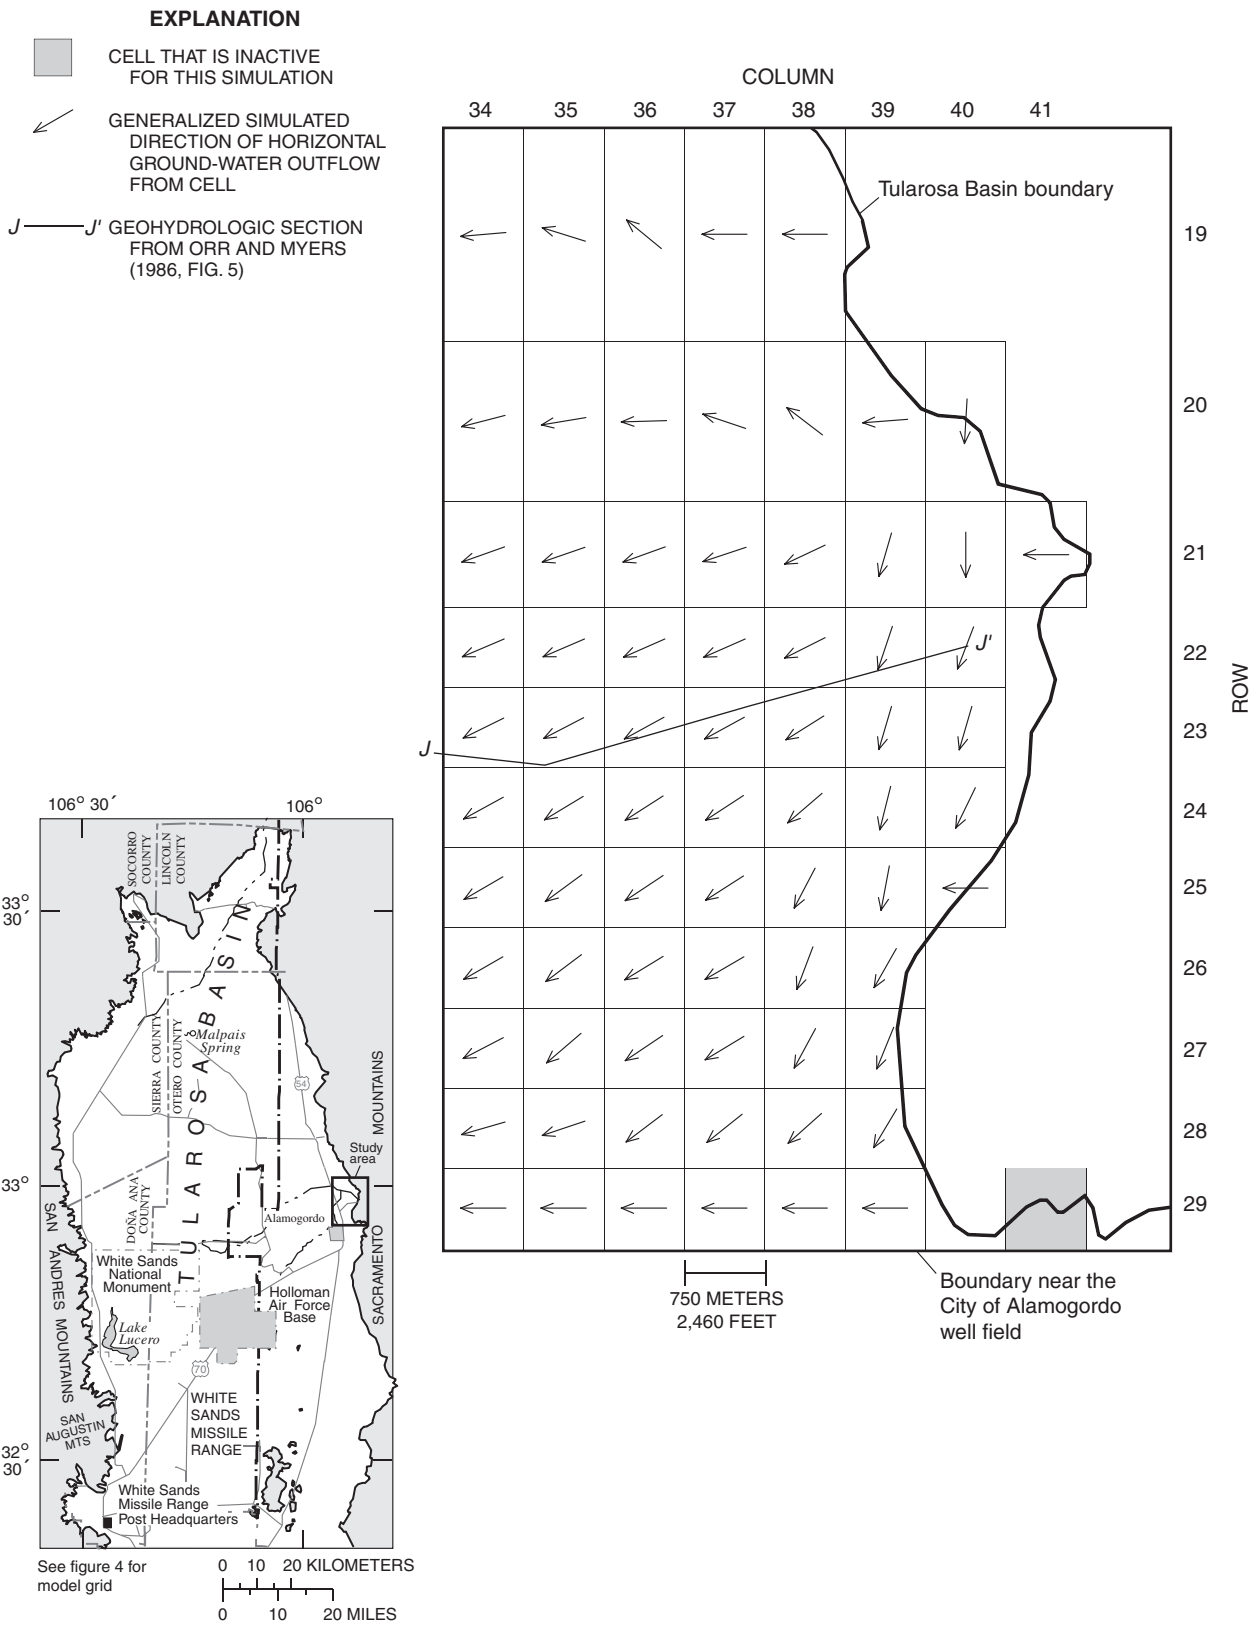 EXPLANATION
CELL THAT IS INACTIVE
FOR THIS SIMULATION
GENERALIZED SIMULATED
DIRECTION OF HORIZONTAL
GROUND-WATER OUTFLOW
FROM CELL
J J' GEOHYDROLOGIC SECTION
FROM ORR AND MYERS
(1986, FIG. 5)
COLUMN
34 35 36 37 38 39 40 41
Tularosa Basin boundary
19
20
21
22
23
24
25
26
27
28
29
ROW
J
J'
750 METERS
2,460 FEET
Boundary near the
City of Alamogordo
well field
106° 30´
106°
33°
30´
33°
32°
30´
SOCORRO
COUNTY
LINCOLN
COUNTY
TULAROSA BASIN
Malpais
Spring
SIERRA COUNTY
OTERO COUNTY
54
MOUNTAINS
Study
area
DOÑA ANA
COUNTY
Alamogordo
SAN ANDRES MOUNTAINS
SACRAMENTO
White Sands
National
Monument
Holloman
Air Force
Base
Lake
Lucero
70
WHITE
SANDS
MISSILE
RANGE
SAN
AUGUSTIN
MTS
White Sands
Missile Range
Post Headquarters
See figure 4 for
model grid
0 10 20 KILOMETERS
0 10 20 MILES